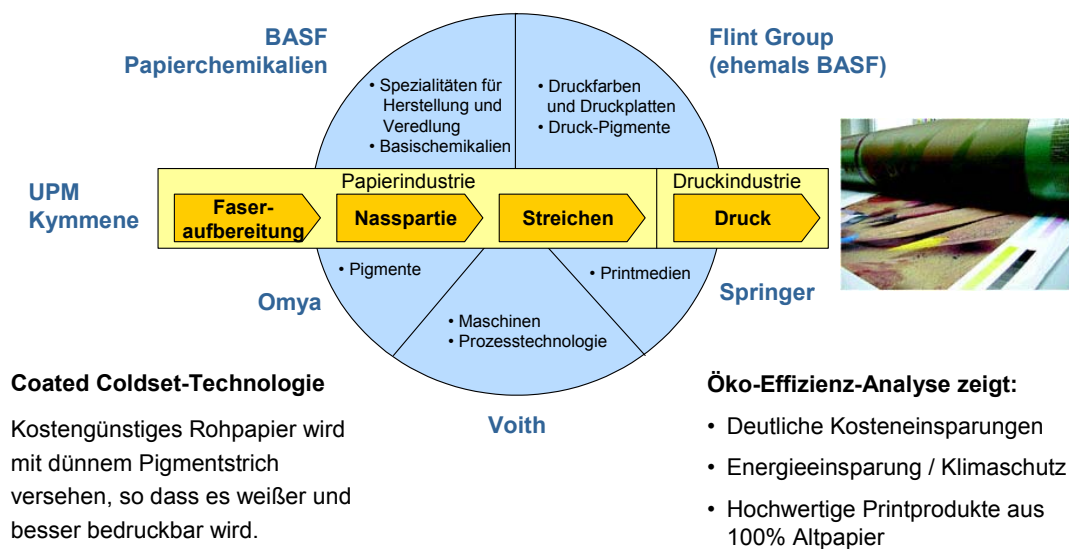 BASF
Papierchemikalien
Flint Group
(ehemals BASF)
• Spezialitäten für
Herstellung und
Veredlung
• Basischemikalien
• Druckfarben
und Druckplatten
• Druck-Pigmente
UPM
Kymmene
Papierindustrie
Druckindustrie
Faser-
aufbereitung
Nasspartie
Streichen
Druck
• Pigmente
• Printmedien
Omya
Springer
• Maschinen
• Prozesstechnologie
Voith
Coated Coldset-Technologie
Kostengünstiges Rohpapier wird
mit dünnem Pigmentstrich
versehen, so dass es weißer und
besser bedruckbar wird.
Öko-Effizienz-Analyse zeigt:
• Deutliche Kosteneinsparungen
• Energieeinsparung / Klimaschutz
• Hochwertige Printprodukte aus
100% Altpapier